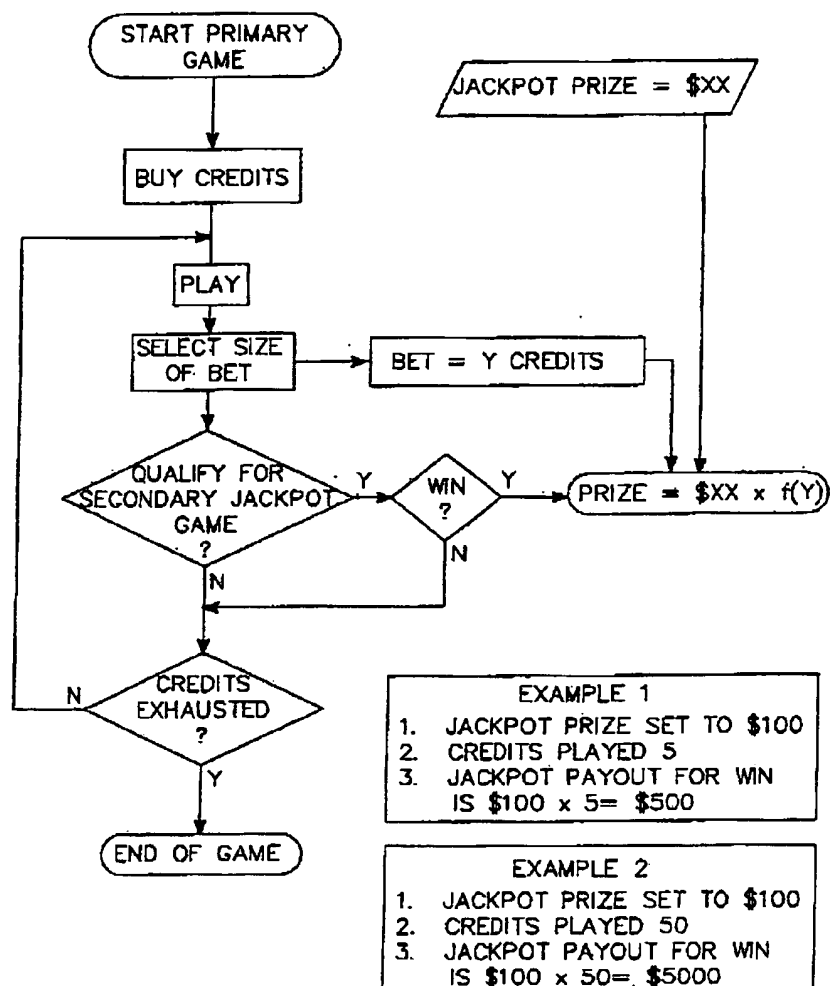 START PRIMARY
GAME
JACKPOT PRIZE = $XX
BUY CREDITS
PLAY
SELECT SIZE
OF BET
BET = Y CREDITS
QUALIFY FOR
SECONDARY JACKPOT
GAME
?
Y
WIN
?
Y
PRIZE = $XX x f(Y)
N
N
CREDITS
EXHAUSTED
?
N
Y
END OF GAME
EXAMPLE 1
1. JACKPOT PRIZE SET TO $100
2. CREDITS PLAYED 5
3. JACKPOT PAYOUT FOR WIN
IS $100 x 5= $500
EXAMPLE 2
1. JACKPOT PRIZE SET TO $100
2. CREDITS PLAYED 50
3. JACKPOT PAYOUT FOR WIN
IS $100 x 50= $5000